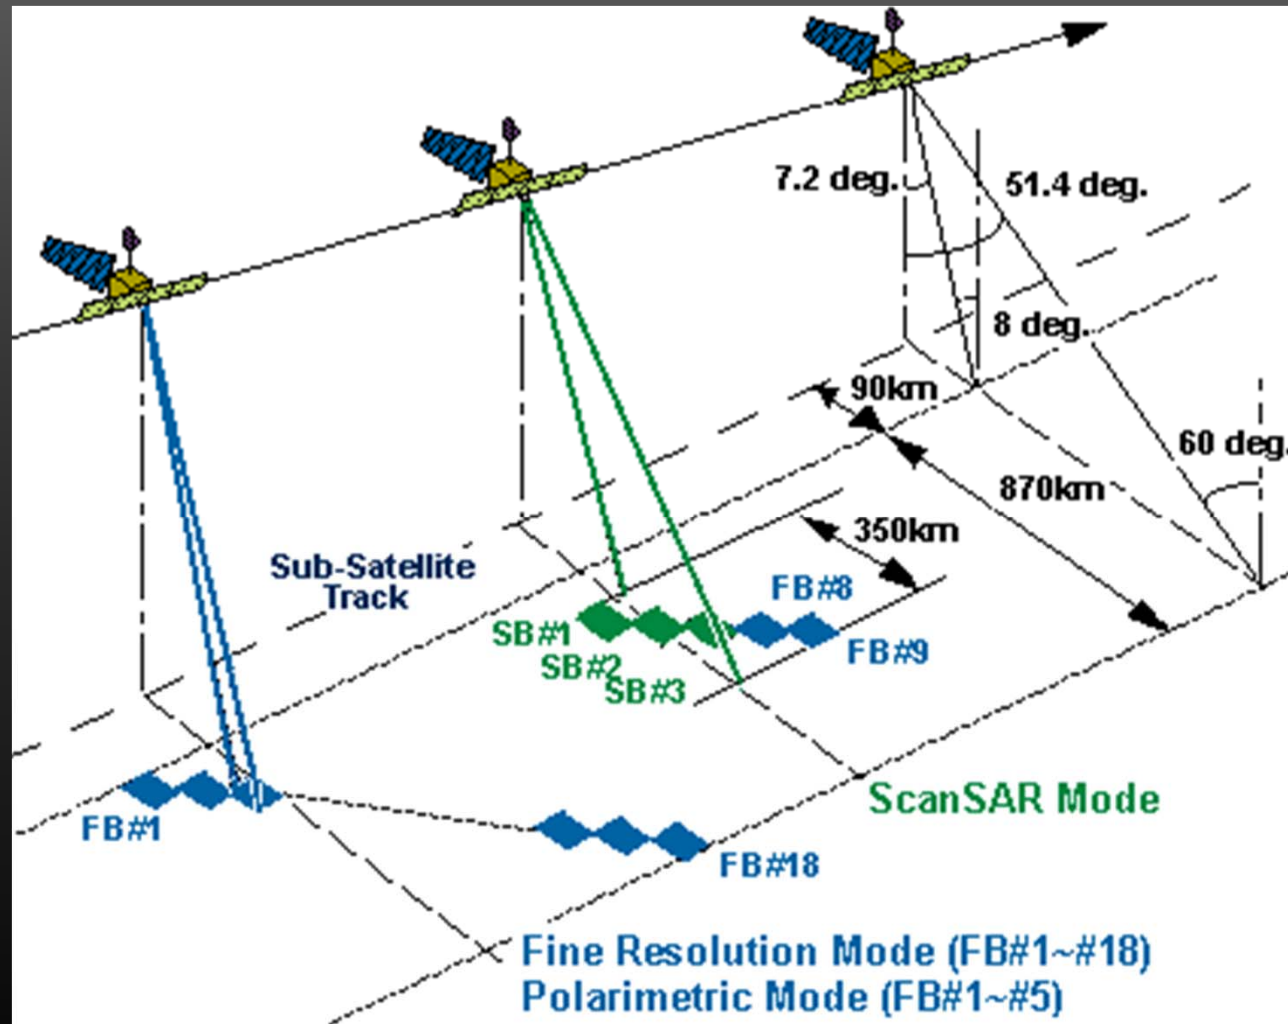 7.2 deg.
51.4 deg.
8 deg.
90km
60 deg.
870km
350km
Sub-Satellite
Track
FB#8
SB#1
FB#9
SB#2
SB#3
ScanSAR Mode
FB#1
FB#18
Fine Resolution Mode (FB#1~#18)
Polarimetric Mode (FB#1~#5)